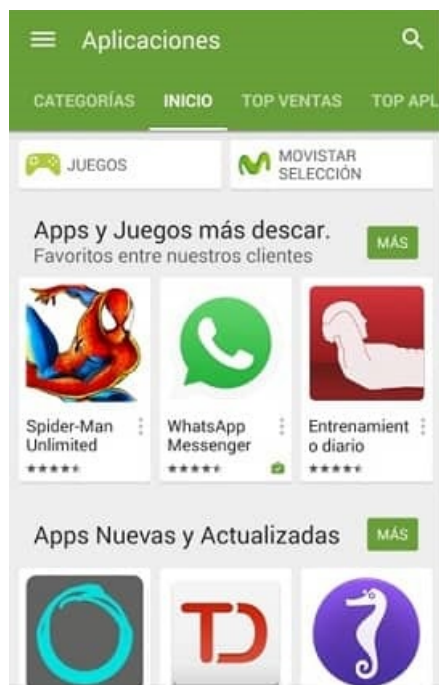 Aplicaciones
CATEGORÍAS INICIO TOP VENTAS TOP APL
JUEGOS
MOVISTAR
SELECCIÓN
Apps y Juegos más descar.
Favoritos entre nuestros clientes
MÁS
Spider-Man
Unlimited
WhatsApp
Messenger
Entrenamient
o diario
Apps Nuevas y Actualizadas
MÁS
TD